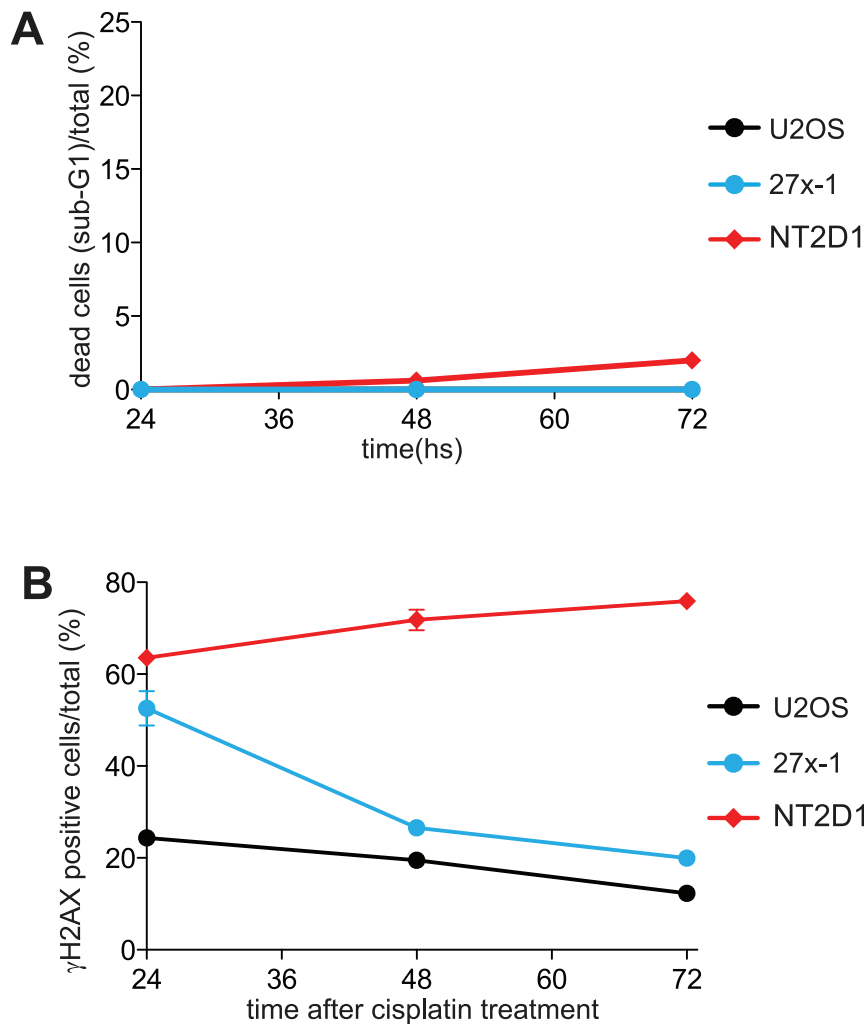 A
dead cells (sub-G1)/total (%)
25
20
15
10
5
0
24 36 48 60 72
time(hs)
U2OS
27x-1
NT2D1
B
γH2AX positive cells/total (%)
80
60
40
20
0
24 36 48 60 72
time after cisplatin treatment
U2OS
27x-1
NT2D1